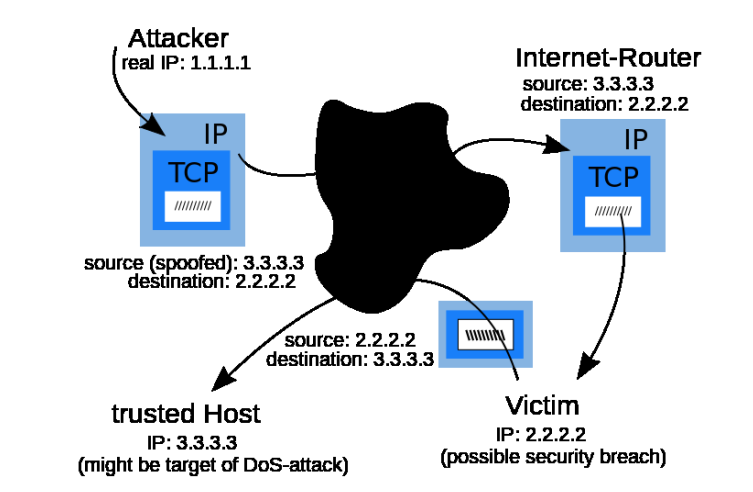 Attacker
real IP: 1.1.1.1
IP
TCP
//////////
source (spoofed): 3.3.3.3
destination: 2.2.2.2
Internet-Router
source: 3.3.3.3
destination: 2.2.2.2
IP
TCP
//////////
source: 2.2.2.2
destination: 3.3.3.3
trusted Host
IP: 3.3.3.3
(might be target of DoS-attack)
Victim
IP: 2.2.2.2
(possible security breach)